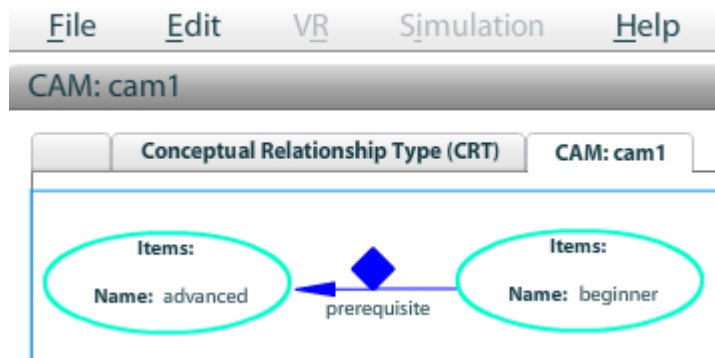 File Edit VR Simulation Help
CAM: cam1
Conceptual Relationship Type (CRT) CAM: cam1
Items: Items:
Name: advanced prerequisite Name: beginner